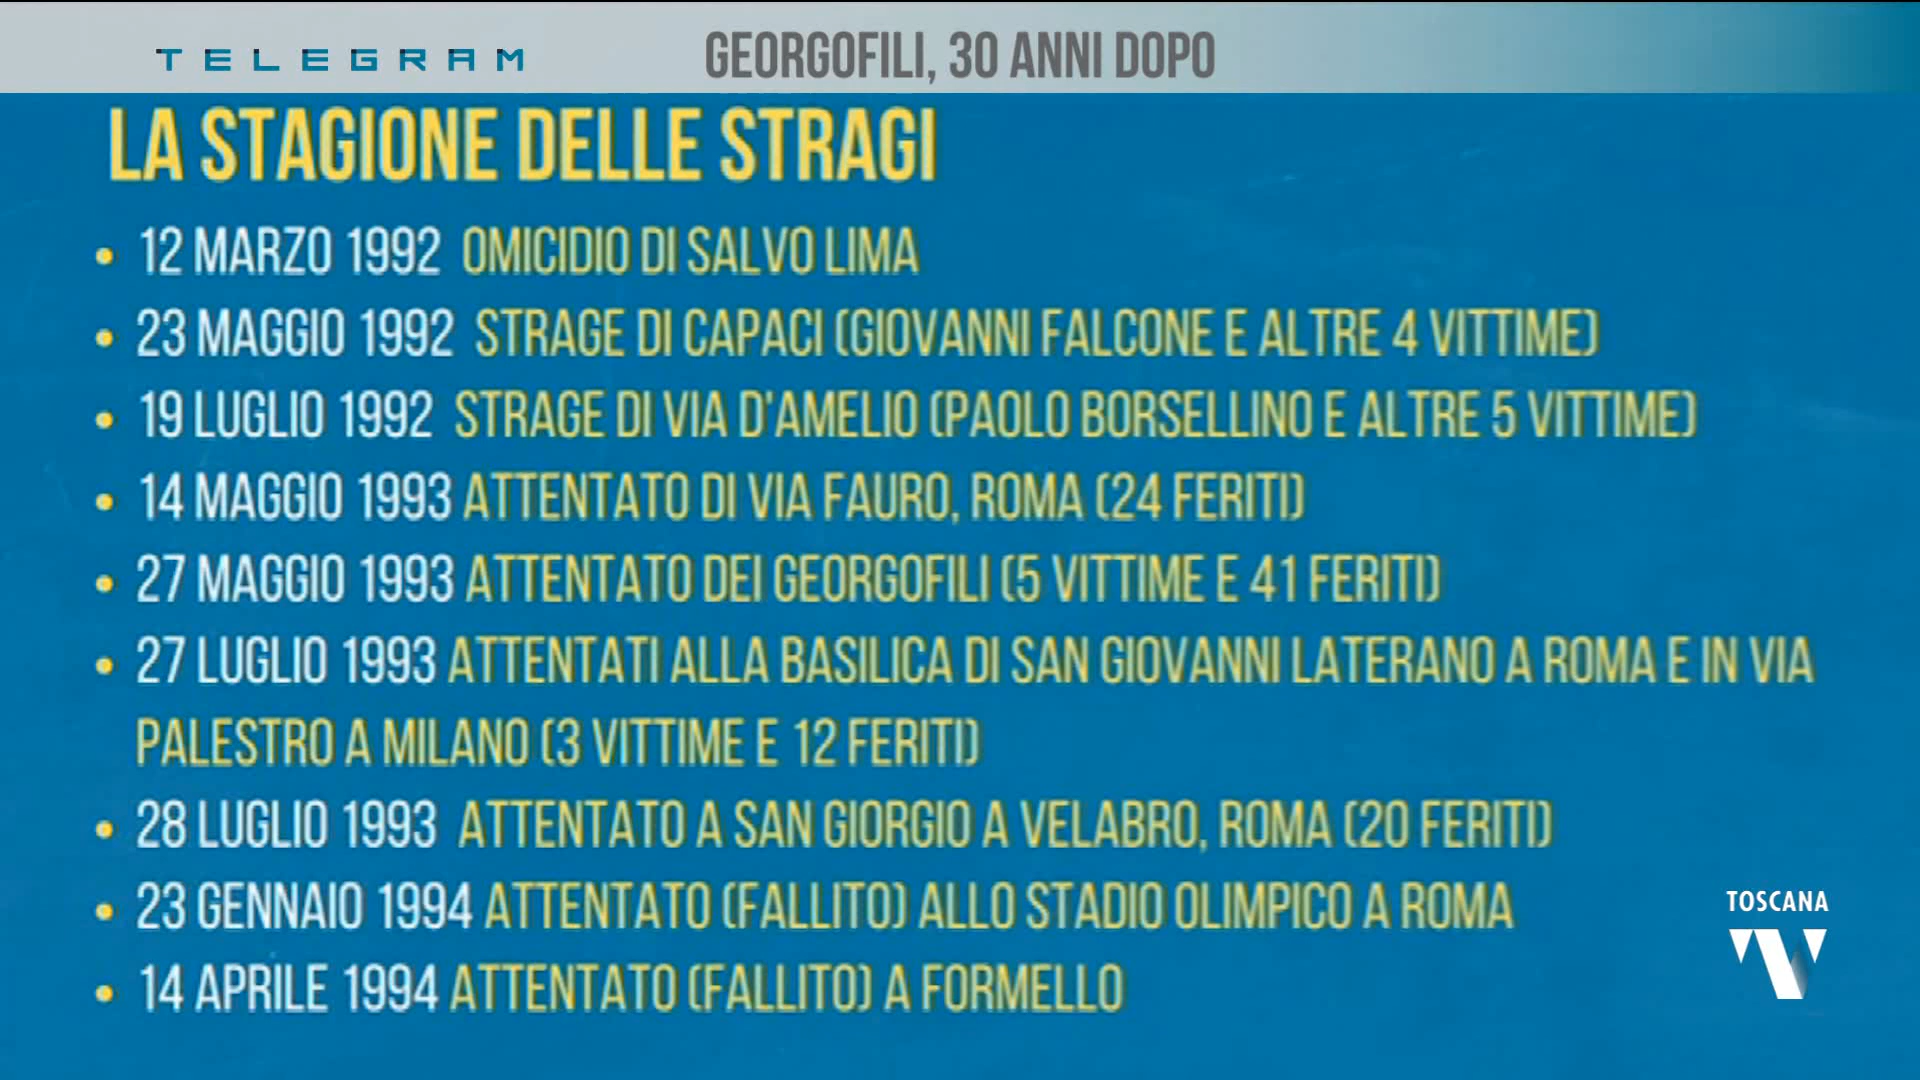 TELEGRAM
GEORGOFILI, 30 ANNI DOPO
LA STAGIONE DELLE STRAGI
• 12 MARZO 1992 OMICIDIO DI SALVO LIMA
• 23 MAGGIO 1992 STRAGE DI CAPACI (GIOVANNI FALCONE E ALTRE 4 VITTIME)
• 19 LUGLIO 1992 STRAGE DI VIA D'AMELIO (PAOLO BORSELLINO E ALTRE 5 VITTIME)
• 14 MAGGIO 1993 ATTENTATO DI VIA FAURO, ROMA (24 FERITI)
• 27 MAGGIO 1993 ATTENTATO DEI GEORGOFILI (5 VITTIME E 41 FERITI)
• 27 LUGLIO 1993 ATTENTATI ALLA BASILICA DI SAN GIOVANNI LATERANO A ROMA E IN VIA
PALESTRO A MILANO (3 VITTIME E 12 FERITI)
• 28 LUGLIO 1993 ATTENTATO A SAN GIORGIO A VELABRO, ROMA (20 FERITI)
• 23 GENNAIO 1994 ATTENTATO (FALLITO) ALLO STADIO OLIMPICO A ROMA
• 14 APRILE 1994 ATTENTATO (FALLITO) A FORMELLO
TOSCANA
TV